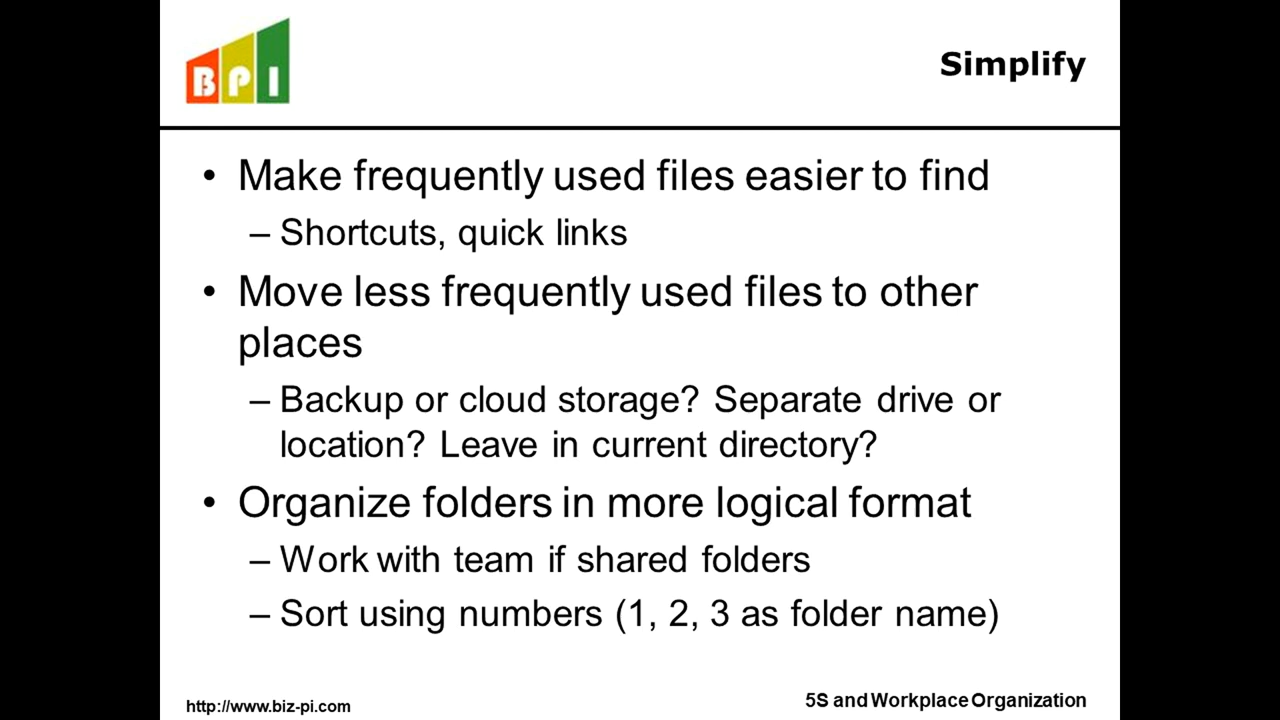 BPI
Simplify
• Make frequently used files easier to find
– Shortcuts, quick links
• Move less frequently used files to other
places
– Backup or cloud storage? Separate drive or
location? Leave in current directory?
• Organize folders in more logical format
– Work with team if shared folders
– Sort using numbers (1, 2, 3 as folder name)
http://www.biz-pi.com
5S and Workplace Organization